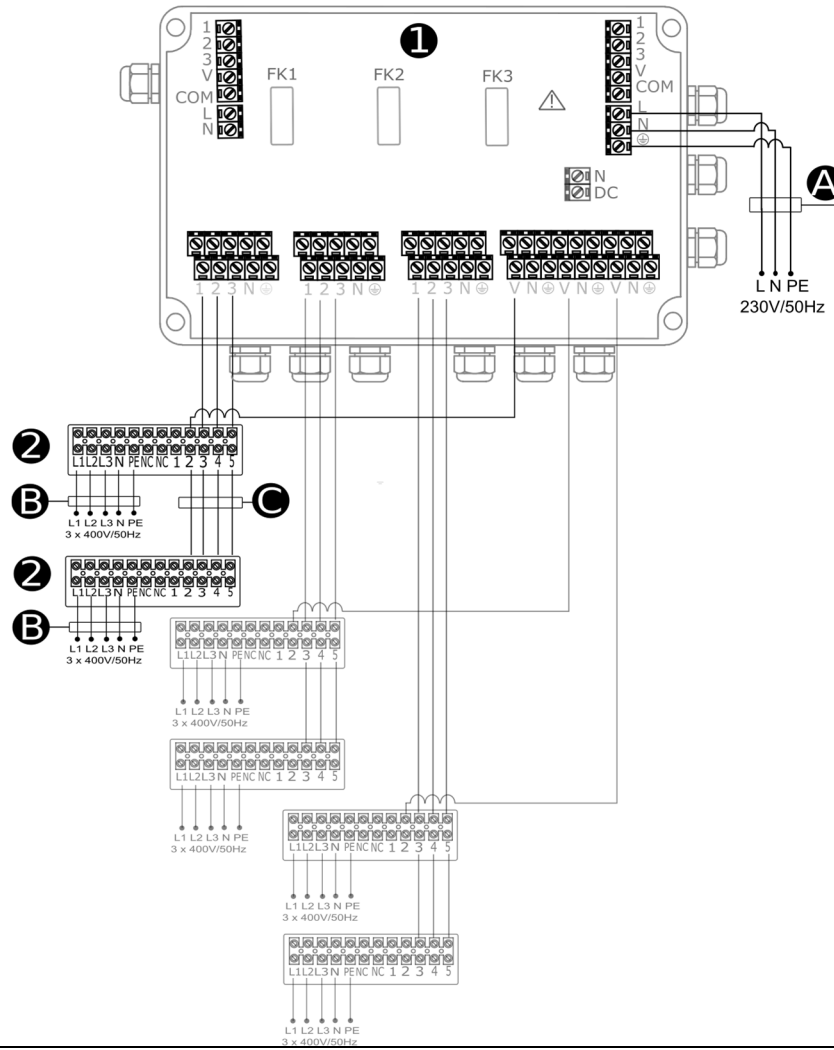 1
1
2
3
V
COM
L
N
FK1
FK2
FK3
1
2
3
V
COM
L
N
N
DC
A
L N PE
230V/50Hz
1 2 3 N
1 2 3 N
1 2 3 N
V N V N V N
2
L1 L2 L3 N PE NC NC 1 2 3 4 5
B
C
L1 L2 L3 N PE
3 x 400V/50Hz
2
L1 L2 L3 N PE NC NC 1 2 3 4 5
B
L1 L2 L3 N PE
3 x 400V/50Hz
L1 L2 L3 N PE NC NC 1 2 3 4 5
L1 L2 L3 N PE
3 x 400V/50Hz
L1 L2 L3 N PE NC NC 1 2 3 4 5
L1 L2 L3 N PE
3 x 400V/50Hz
L1 L2 L3 N PE NC NC 1 2 3 4 5
L1 L2 L3 N PE
3 x 400V/50Hz
L1 L2 L3 N PE NC NC 1 2 3 4 5
L1 L2 L3 N PE
3 x 400V/50Hz